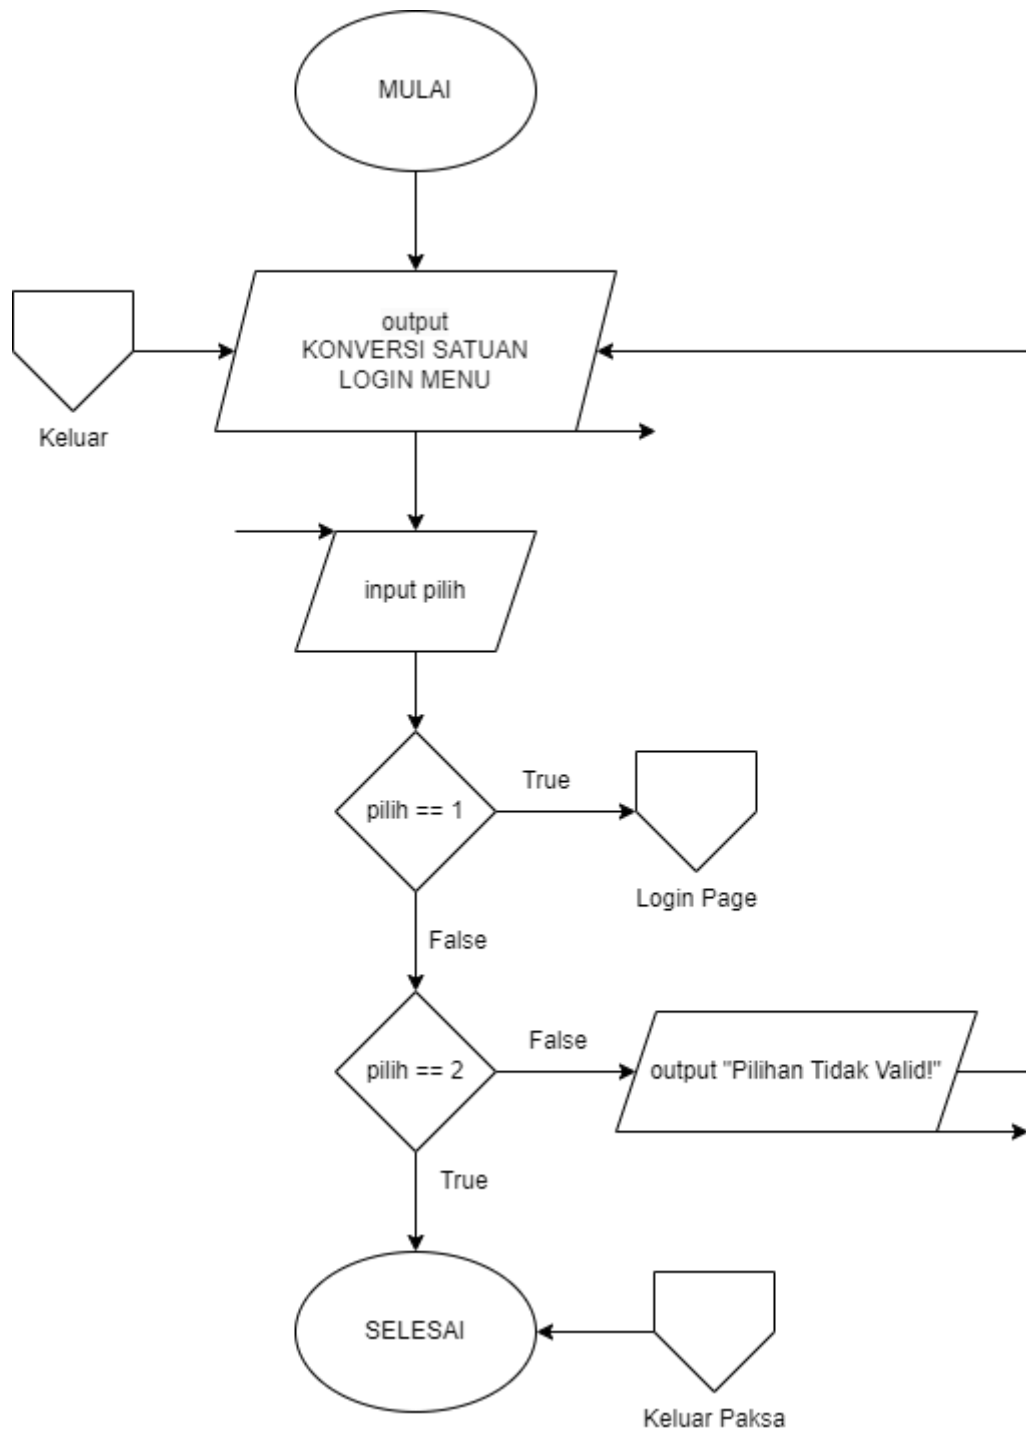 MULAI
output
KONVERSI SATUAN
LOGIN MENU
Keluar
input pilih
pilih == 1
True
Login Page
False
pilih == 2
False
output "Pilihan Tidak Valid!"
True
SELESAI
Keluar Paksa